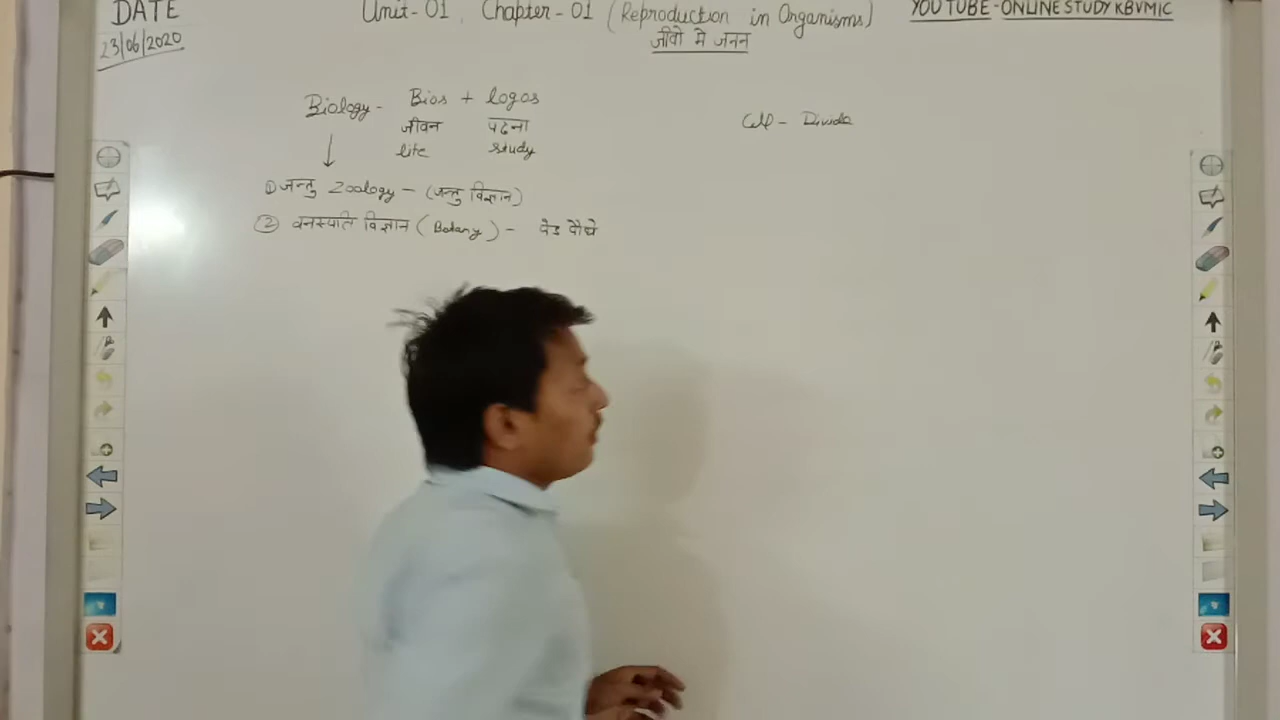 DATE
23/06/2020
Unit-01, Chapter-01 (Reproduction in Organisms)
जीवो मे जनन
YOUTUBE-ONLINE STUDY KBVMIC
Biology - Bios + logos
जीवन पढना
life study
① जन्तु Zoology - (जन्तु विज्ञान)
② वनस्पति विज्ञान (Botany) - पेड पौधे
Cell - Divide